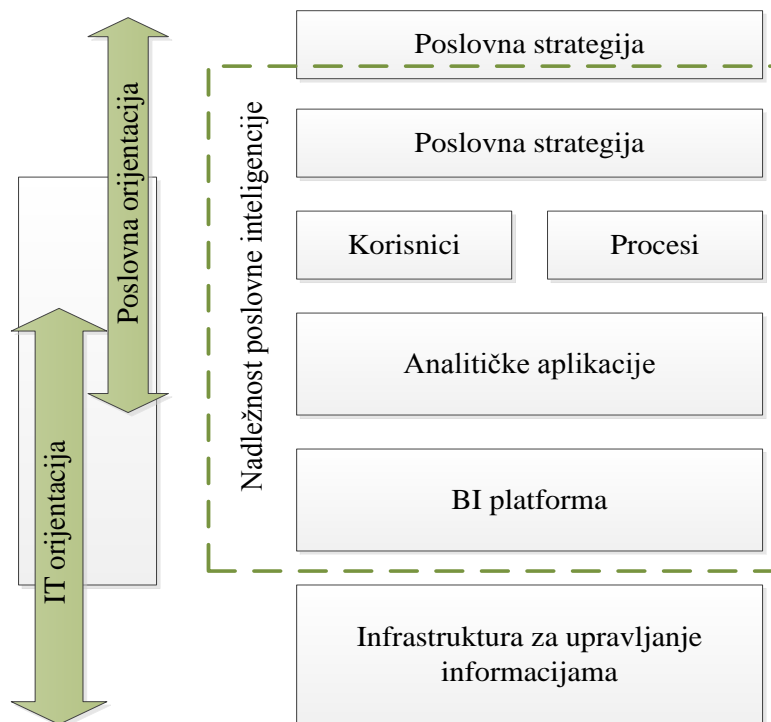 Poslovna strategija
Poslovna strategija
Korisnici
Procesi
Analitičke aplikacije
BI platforma
Infrastruktura za upravljanje
informacijama
Nadležnost poslovne inteligencije
Poslovna orijentacija
IT orijentacija